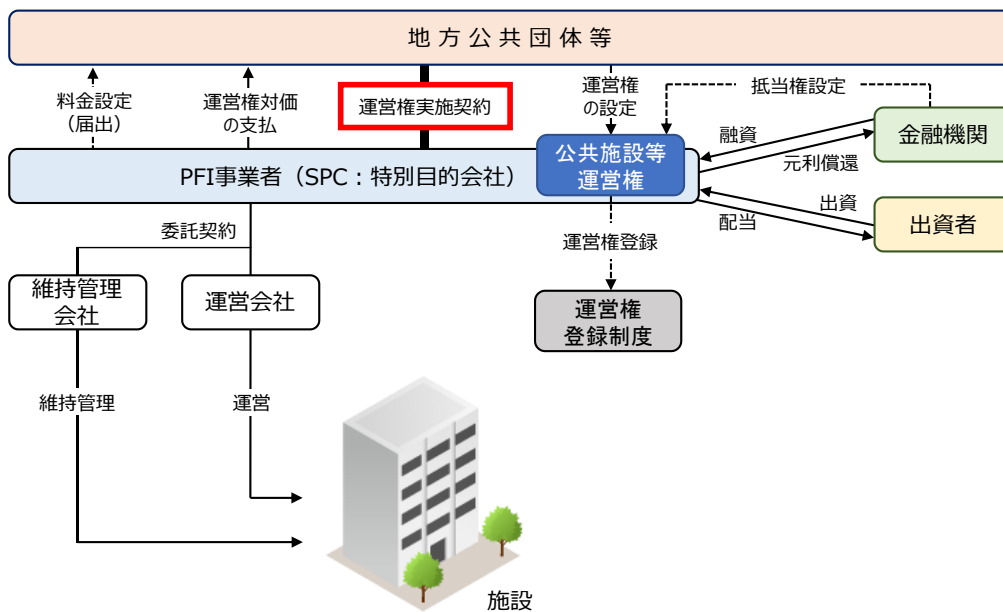 地方公共団体等
料金設定
（届出）
運営権対価
の支払
運営権実施契約
運営権
の設定
抵当権設定
融資
元利償還
金融機関
PFI事業者（SPC：特別目的会社）
公共施設等
運営権
出資
配当
出資者
委託契約
運営権登録
維持管理
会社
運営会社
運営権
登録制度
維持管理
運営
施設